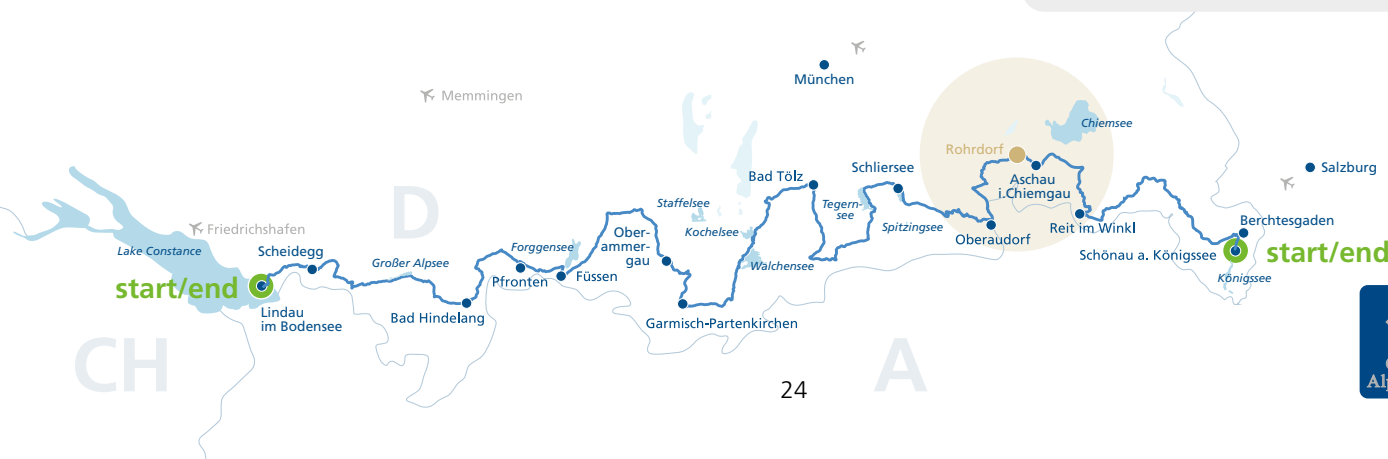 München
Memmingen
Chiemsee
Rohrdorf
Salzburg
Schliersee
Aschau
i.Chiemgau
Bad Tölz
Tegern-
see
Staffelsee
D
Friedrichshafen
Ober-
ammer-
gau
Kochelsee
Spitzingsee
Oberaudorf
Reit im Winkl
Berchtesgaden
Lake Constance
Scheidegg
Forggensee
Großer Alpsee
Walchensee
Schönau a. Königssee
start/end
Königssee
start/end
Pfronten
Füssen
Lindau
im Bodensee
Bad Hindelang
Garmisch-Partenkirchen
CH
A
24